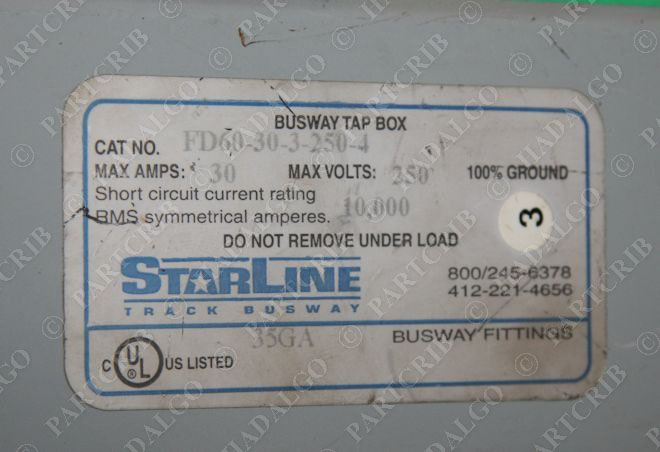 BUSWAY TAP BOX
CAT NO. FD60-30-3-250-4
MAX AMPS: 30 MAX VOLTS: 250 100% GROUND
Short circuit current rating
RMS symmetrical amperes. 10,000
3
DO NOT REMOVE UNDER LOAD
STARLINE
TRACK BUSWAY
800/245-6378
412-221-4656
35GA BUSWAY FITTINGS
C UL ® US LISTED
© PARTCRIB © HADALGO